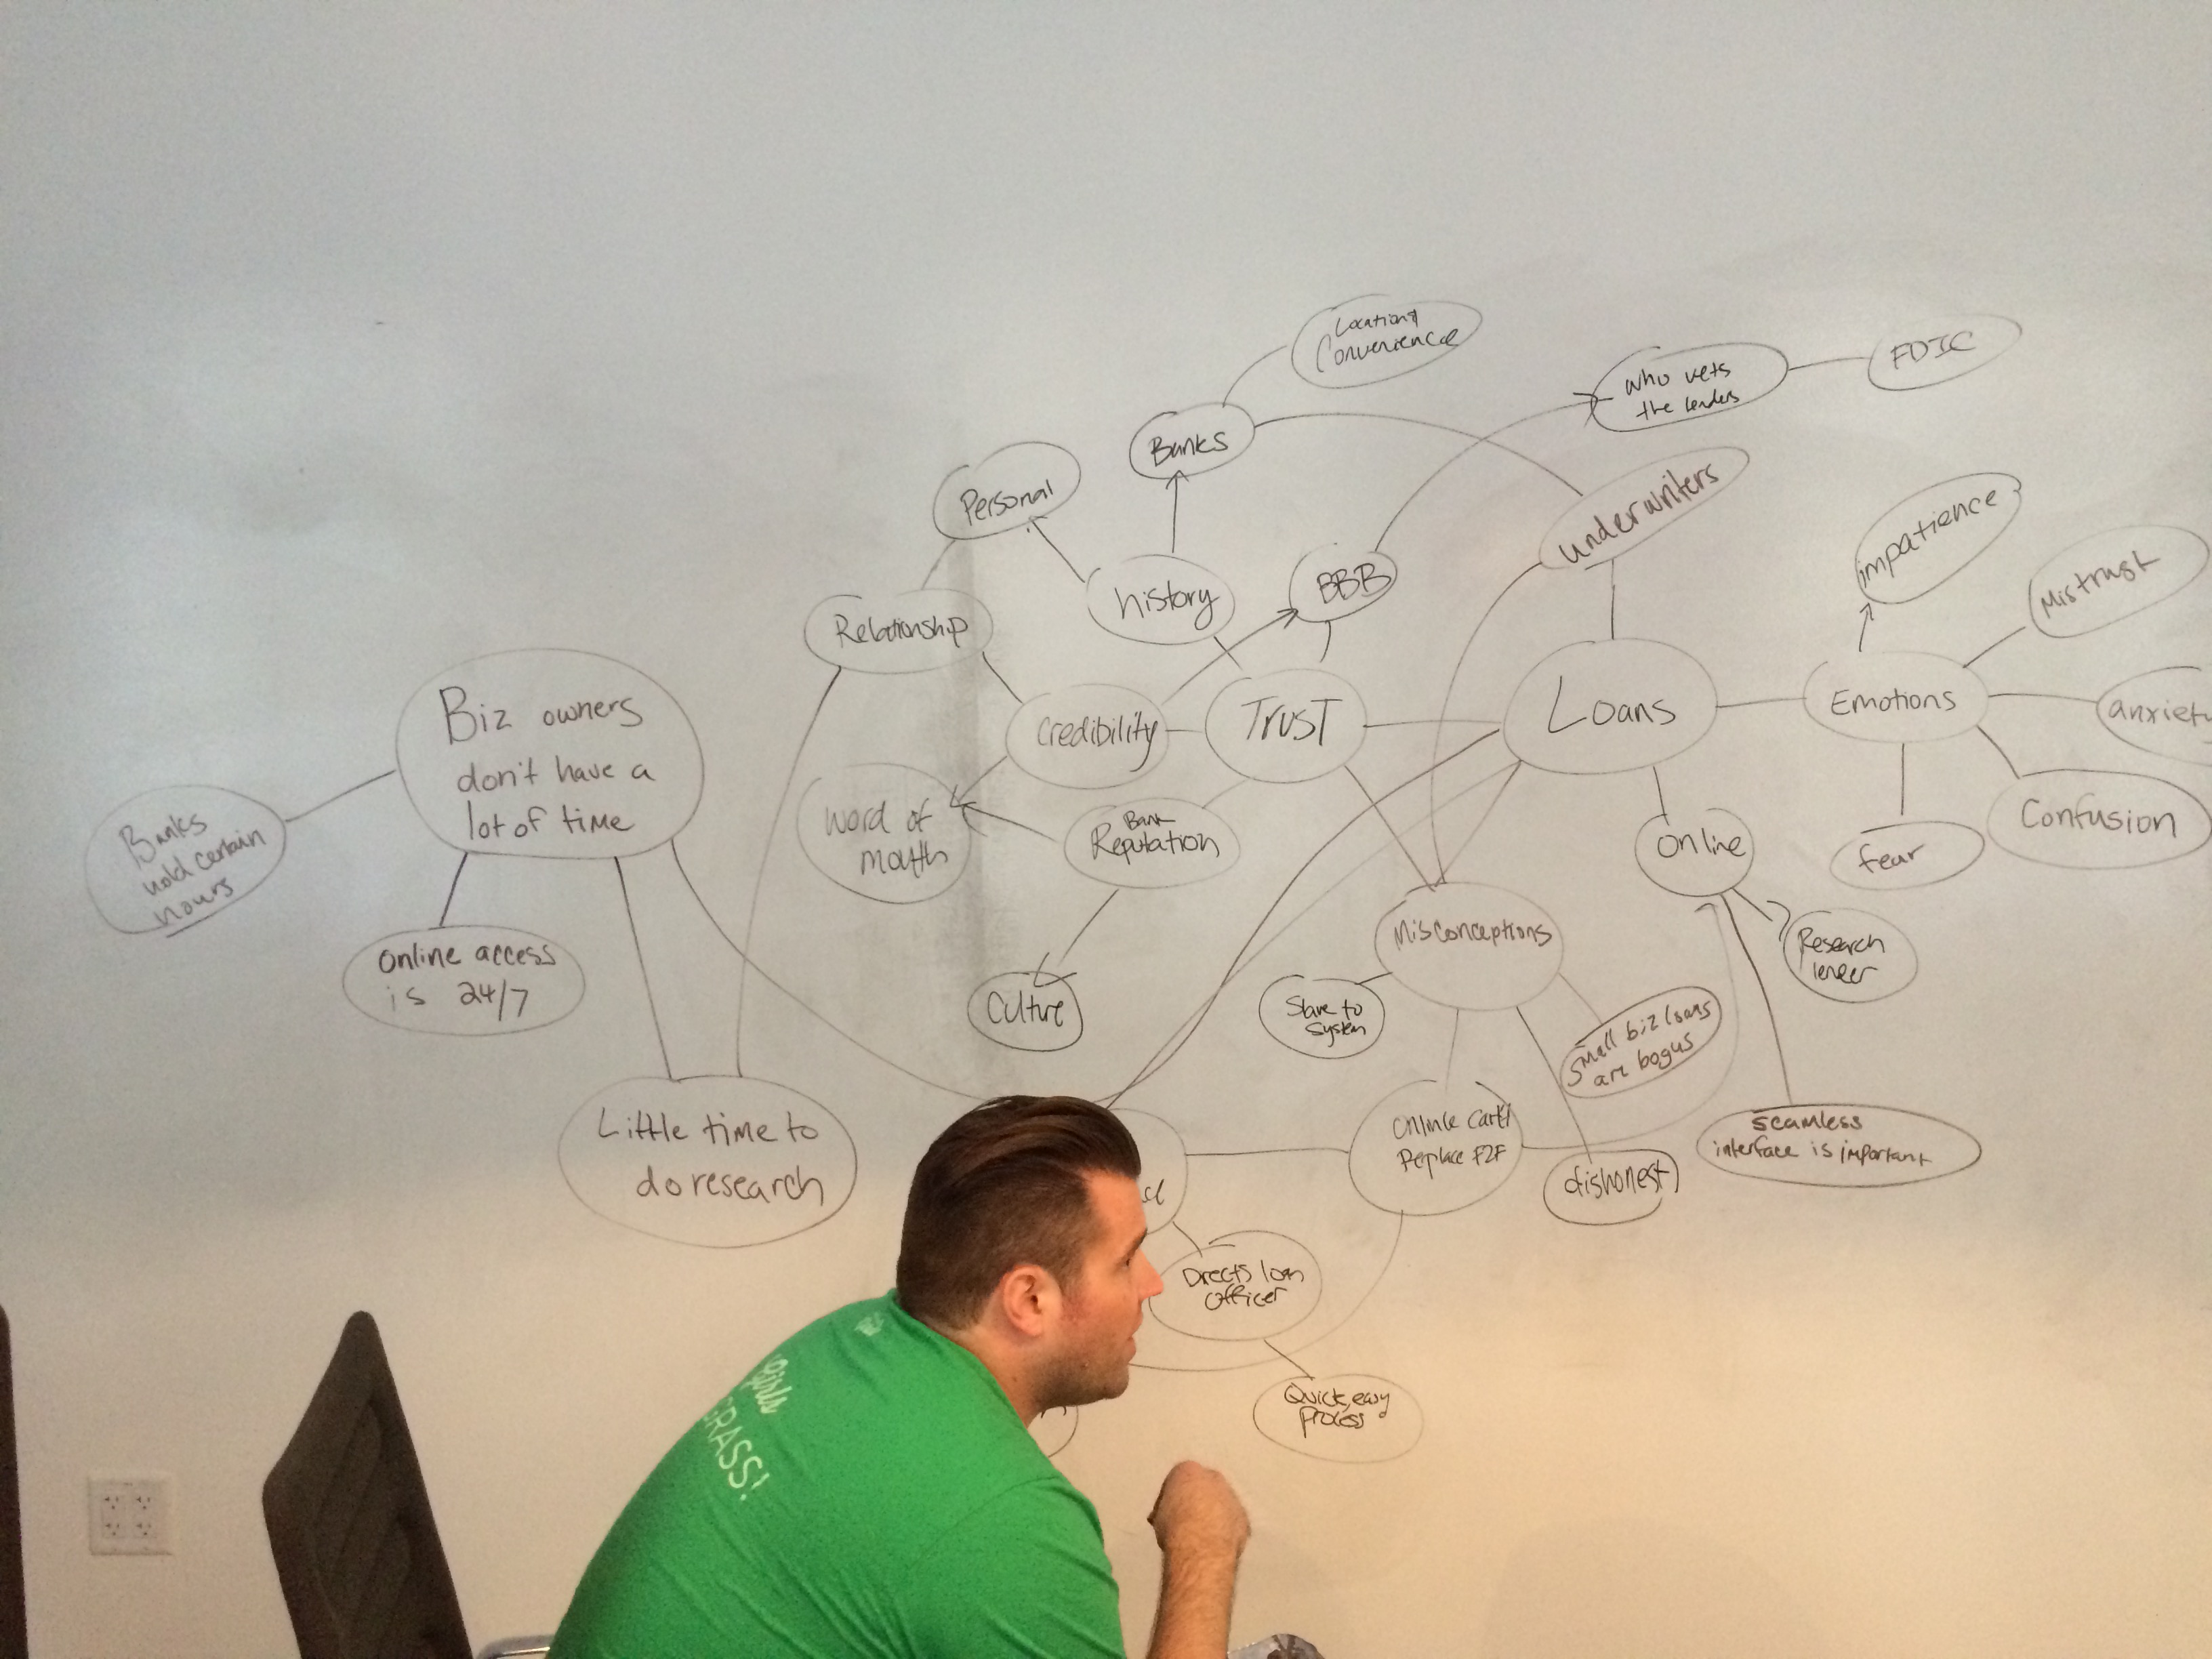 Location &
Convenience
who vets
the lenders
FDIC
Banks
Personal
underwriters
impatience
Mistrust
history
BBB
Relationship
Biz owners
don't have a
lot of time
Credibility
TRUST
Loans
Emotions
anxiety
Banks
hold certain
hours
Word of
mouth
Bank
Reputation
online
fear
Confusion
Misconceptions
online access
is 24/7
Culture
Slave to
System
Research
lender
Small biz loans
are bogus
Little time to
do research
Replace F2F
dishonest
seamless
interface is important
Directs loan
officer
Quick, easy
process
girls
GRASS!